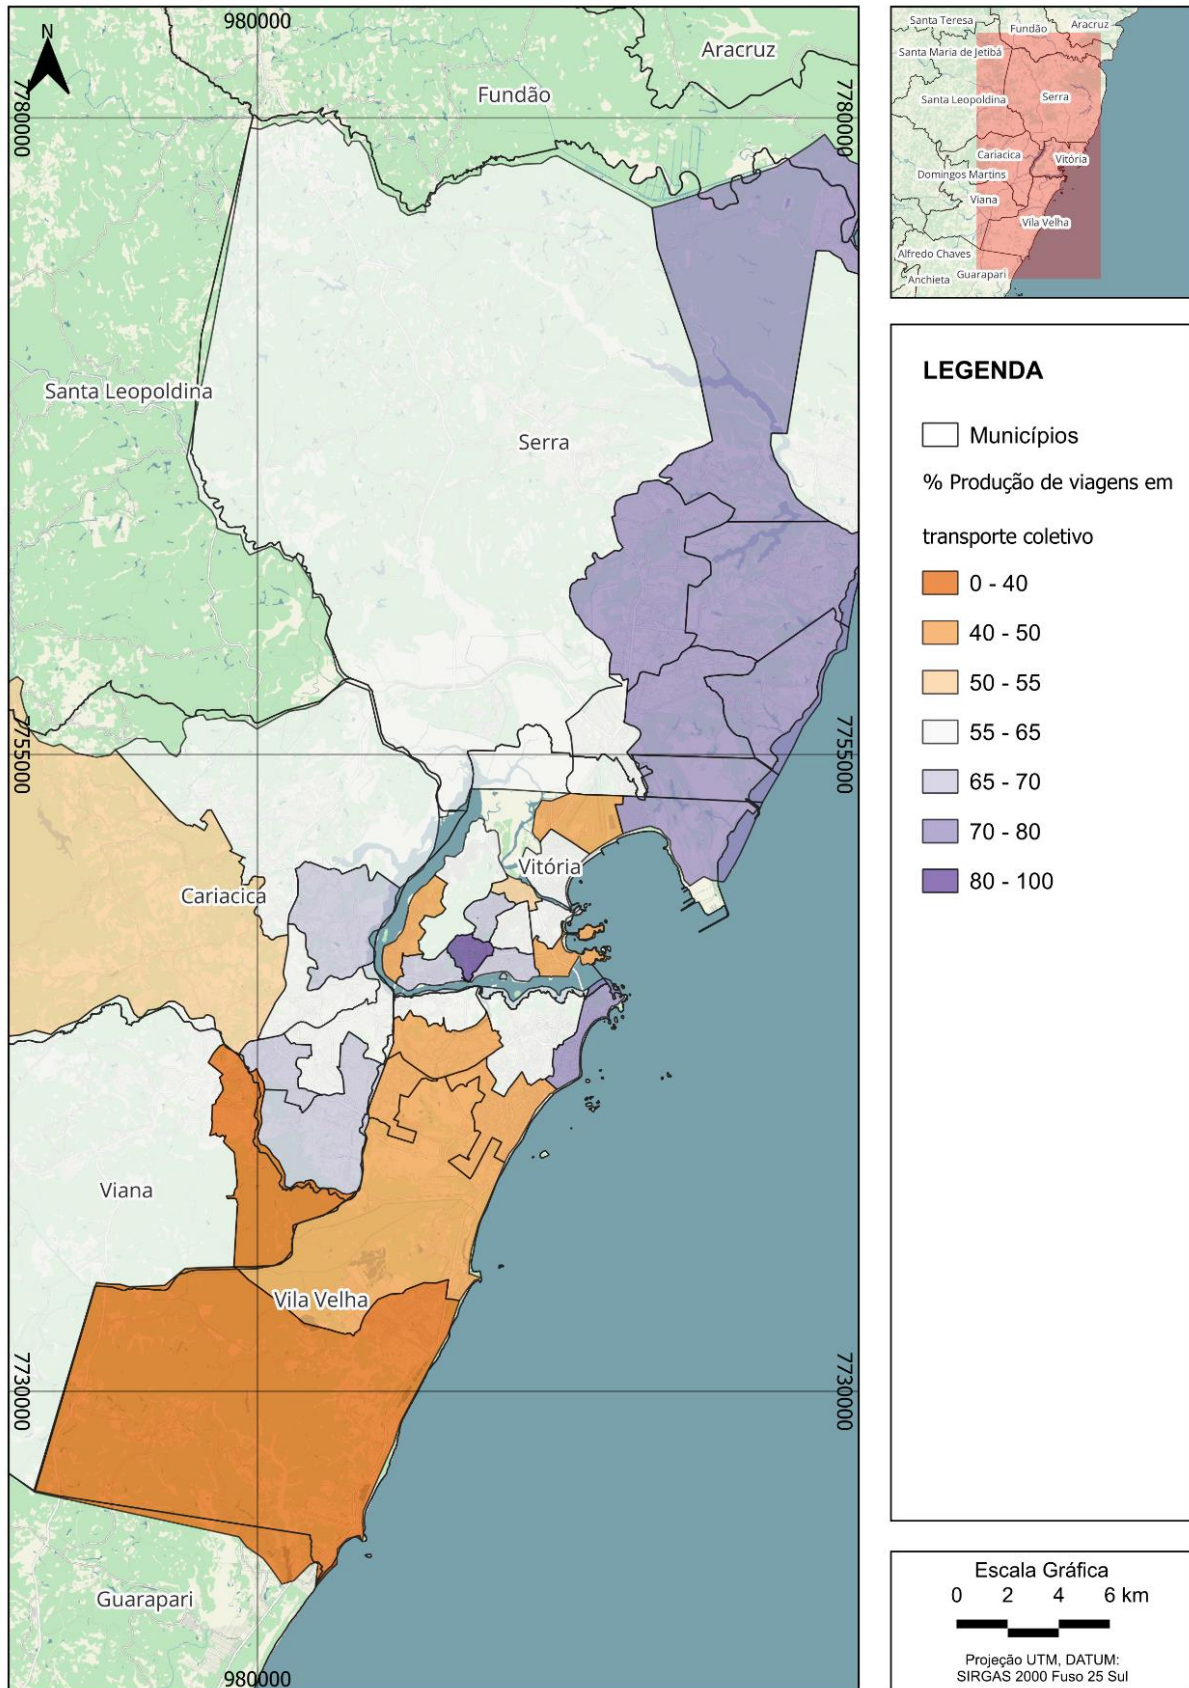 980000
N
Aracruz
Fundão
7780000
7780000
Santa Leopoldina
Serra
7755000
7755000
Vitória
Cariacica
Viana
Vila Velha
7730000
7730000
Guarapari
980000
Santa Teresa
Fundão
Aracruz
Santa Maria de Jetibá
Santa Leopoldina
Serra
Cariacica
Vitória
Domingos Martins
Viana
Vila Velha
Alfredo Chaves
Guarapari
Anchieta
LEGENDA
Municípios
% Produção de viagens em
transporte coletivo
0 - 40
40 - 50
50 - 55
55 - 65
65 - 70
70 - 80
80 - 100
Escala Gráfica
0 2 4 6 km
Projeção UTM, DATUM:
SIRGAS 2000 Fuso 25 Sul